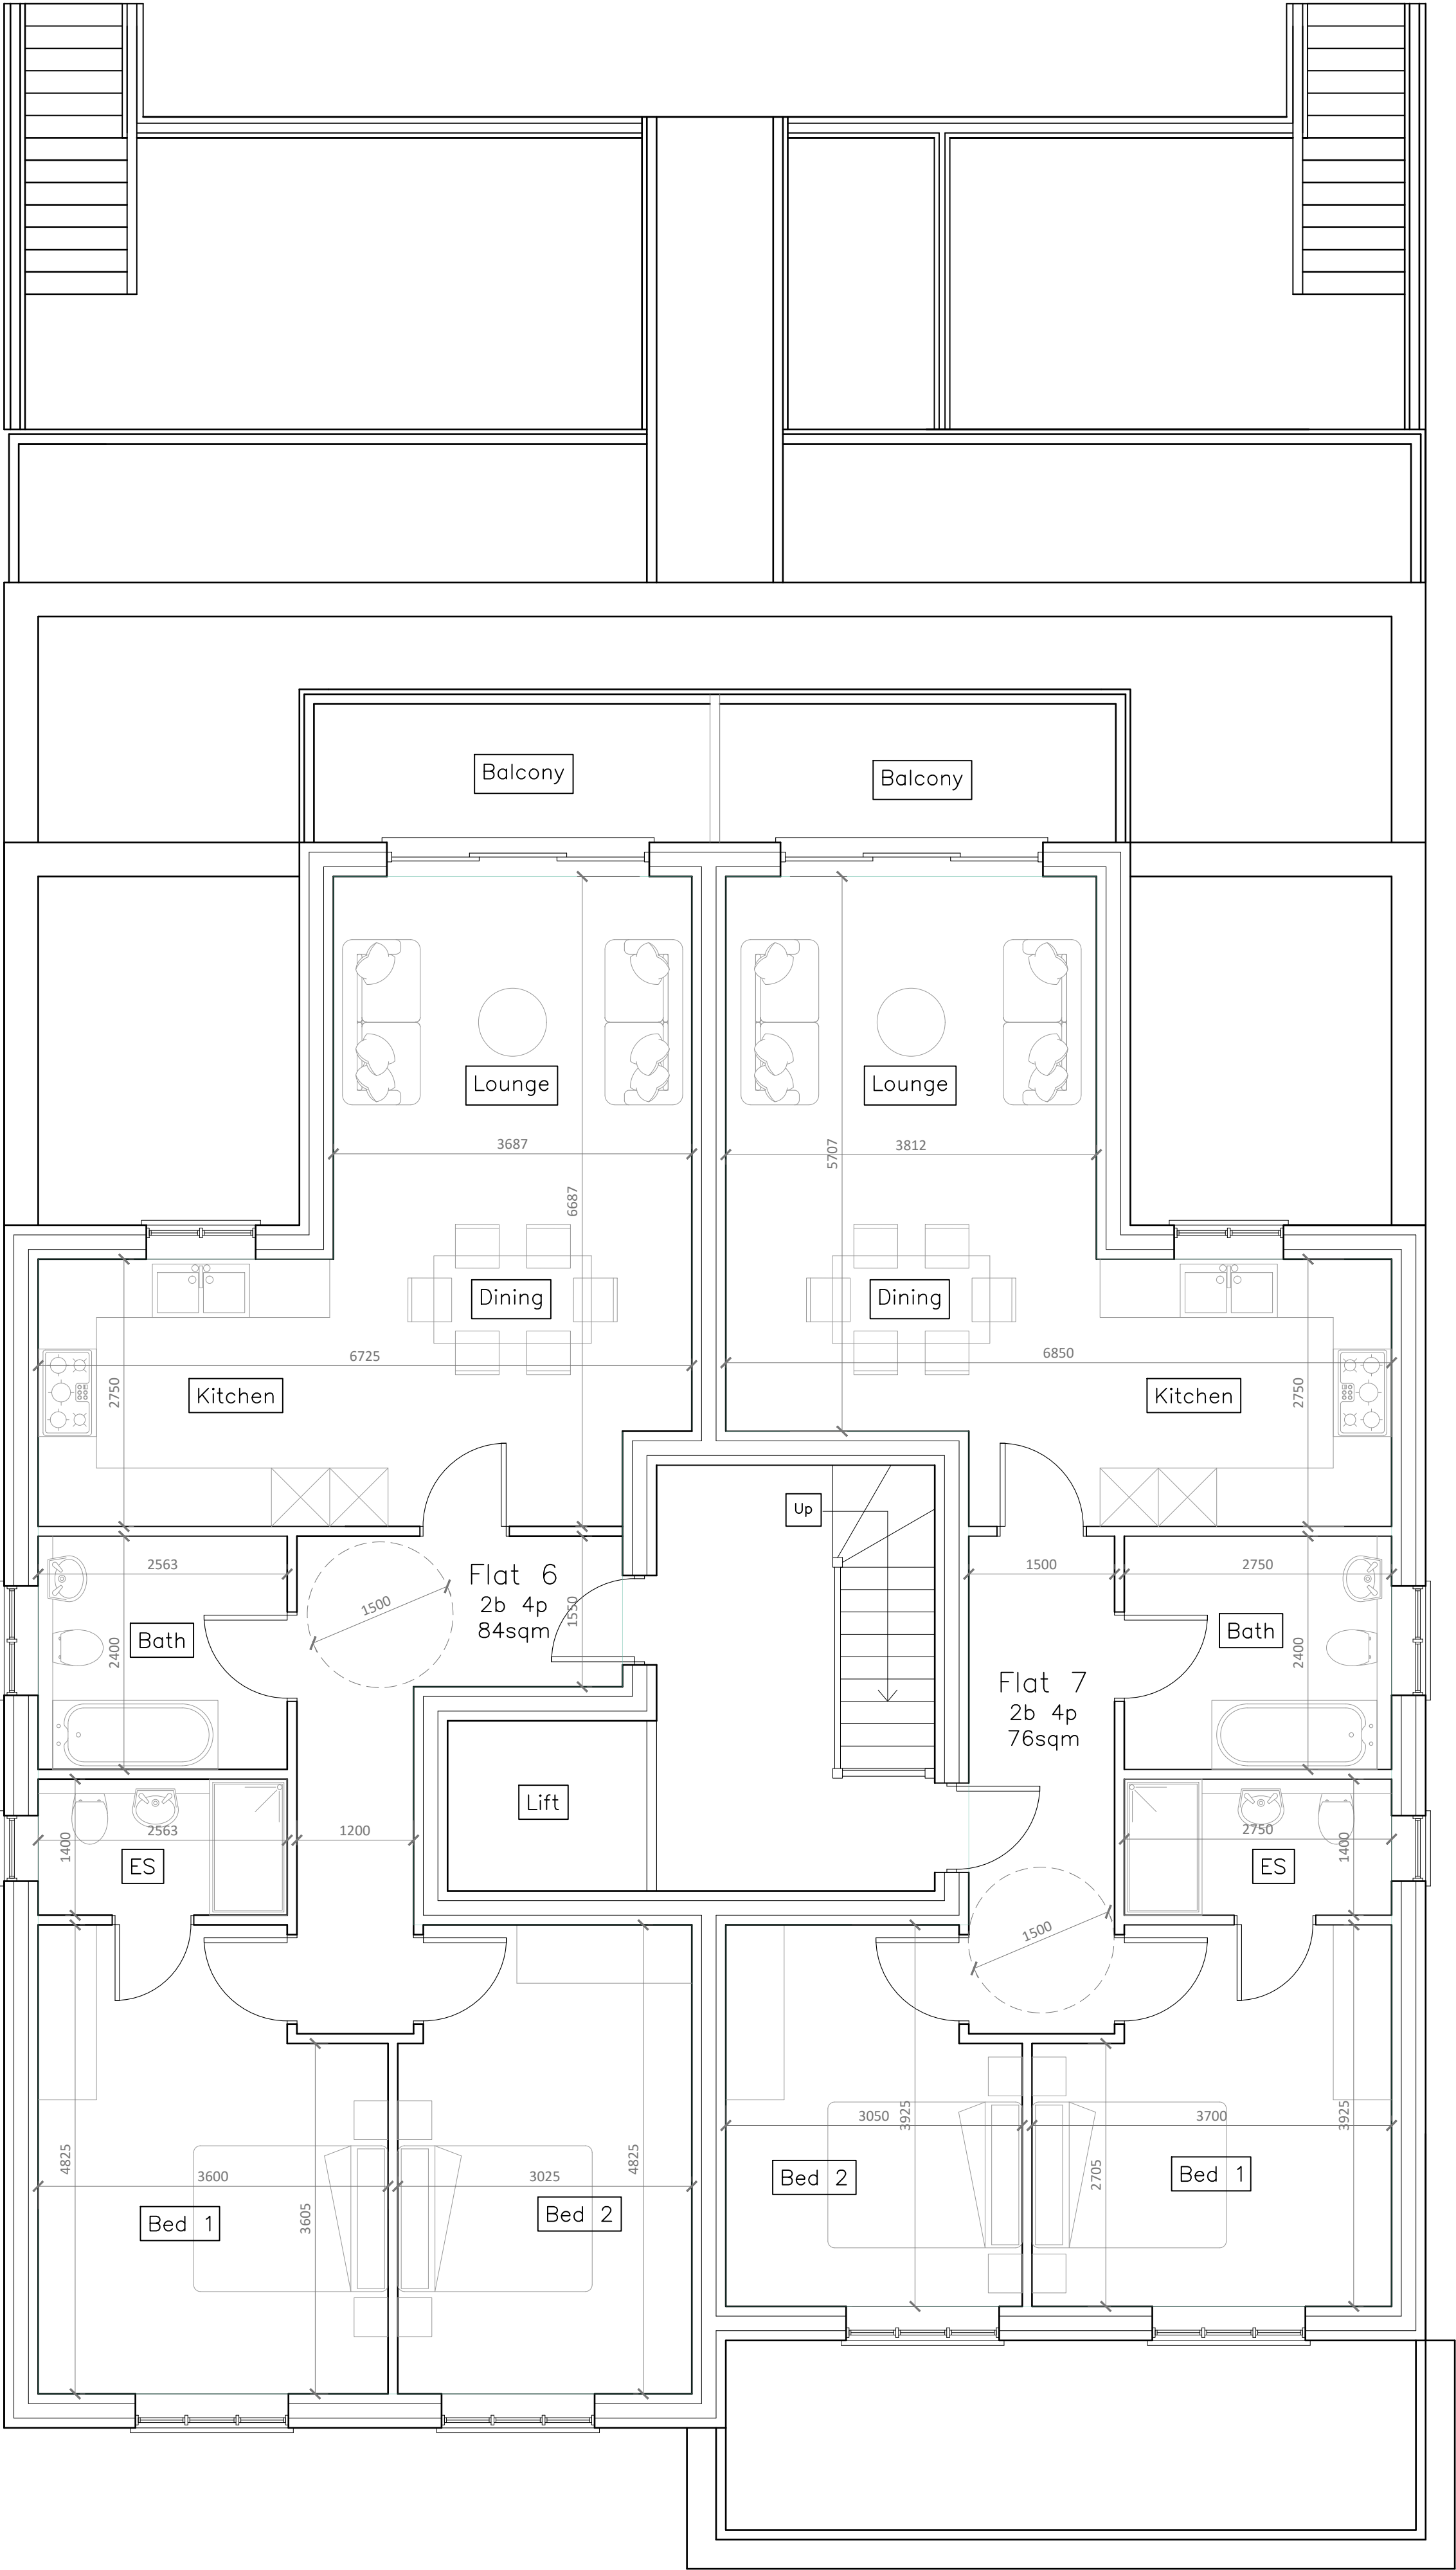 Balcony
Balcony
Lounge
Lounge
3687
3812
5707
6687
Dining
Dining
6725
6850
2750
Kitchen
Kitchen
2750
Up
2563
1500
Flat 6
2b 4p
84sqm
1550
1500
2750
Bath
2400
Bath
2400
Flat 7
2b 4p
76sqm
Lift
2563
1200
1400
ES
2750
1400
ES
1500
4825
3600
3605
3025
4825
Bed 1
Bed 2
3050
3925
3700
3925
2705
Bed 2
Bed 1